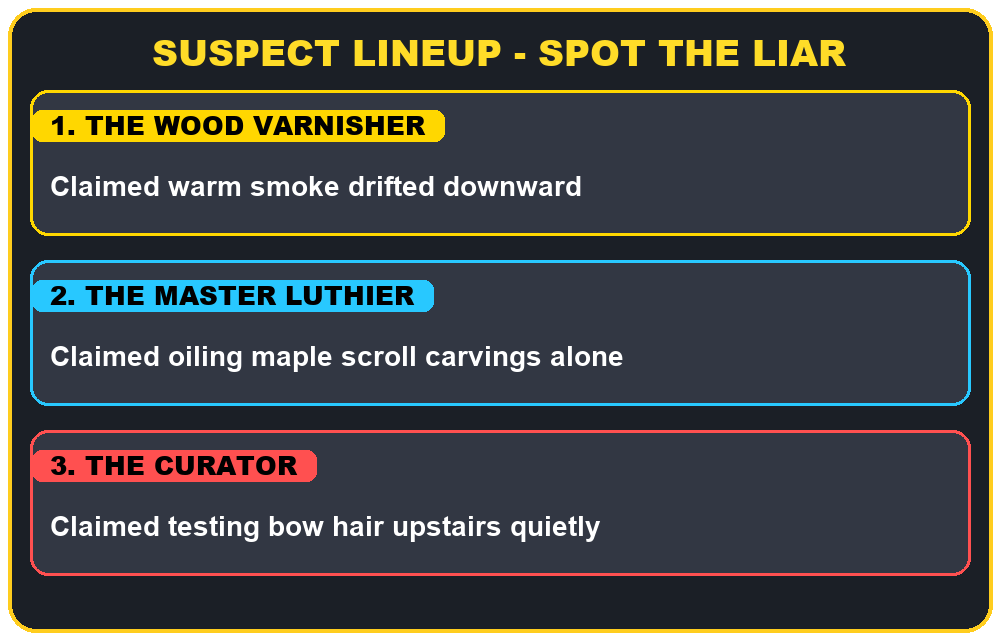 SUSPECT LINEUP - SPOT THE LIAR
1. THE WOOD VARNISHER
Claimed warm smoke drifted downward
2. THE MASTER LUTHIER
Claimed oiling maple scroll carvings alone
3. THE CURATOR
Claimed testing bow hair upstairs quietly